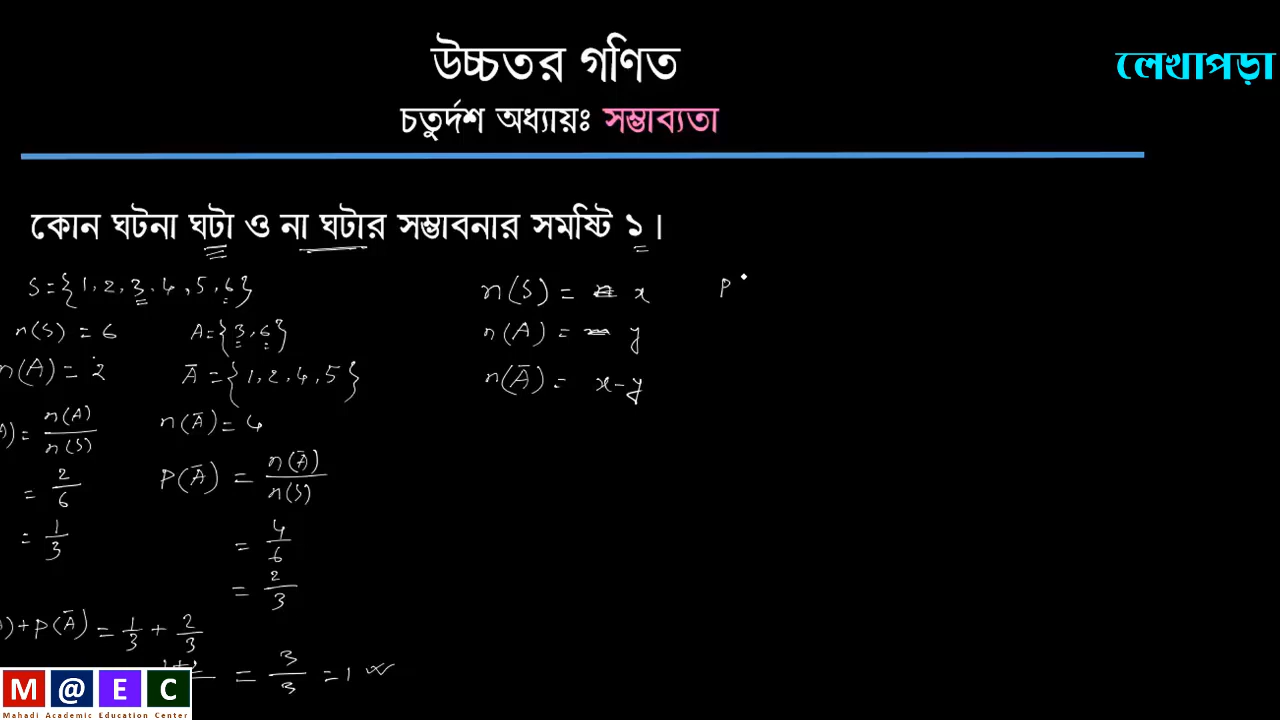 উচ্চতর গণিত
লেখাপড়া
চতুর্দশ অধ্যায়ঃ সম্ভাব্যতা
কোন ঘটনা ঘটা ও না ঘটার সম্ভাবনার সমষ্টি ১।
S={1,2,3,4,5,6}
n(S) = 6
A={3,6}
n(A) = 2
Ā={1,2,4,5}
A) = n(A)/n(S)
n(Ā)=4
= 2/6
= 1/3
P(Ā) = n(Ā)/n(S)
= 4/6
= 2/3
)+P(Ā) = 1/3 + 2/3
= 3/3 = 1
n(S) = x
n(A) = y
n(Ā) = x-y
P
M@EC
Mahadi Academic Education Center